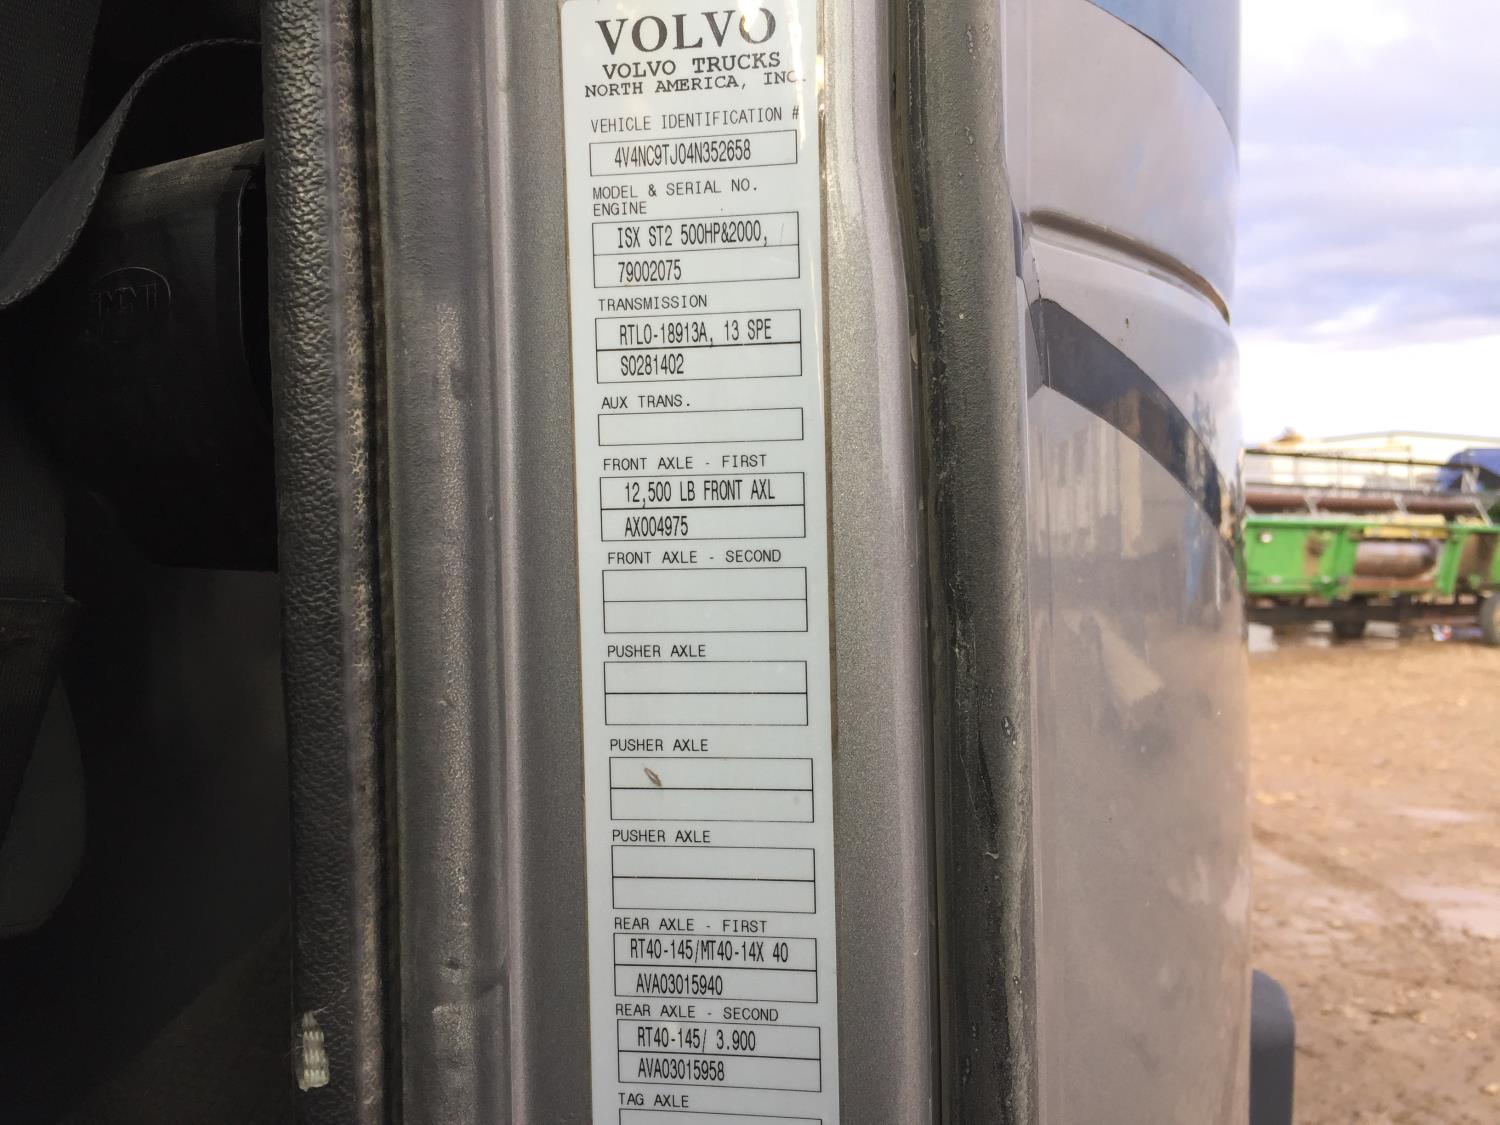 VOLVO
VOLVO TRUCKS
NORTH AMERICA, INC.
VEHICLE IDENTIFICATION #
4V4NC9TJ04N352658
MODEL & SERIAL NO.
ENGINE
ISX ST2 500HP&2000,
79002075
TRANSMISSION
RTLO-18913A, 13 SPE
S0281402
AUX TRANS.
FRONT AXLE - FIRST
12,500 LB FRONT AXL
AX004975
FRONT AXLE - SECOND
PUSHER AXLE
PUSHER AXLE
PUSHER AXLE
REAR AXLE - FIRST
RT40-145/MT40-14X 40
AVA03015940
REAR AXLE - SECOND
RT40-145/ 3.900
AVA03015958
TAG AXLE